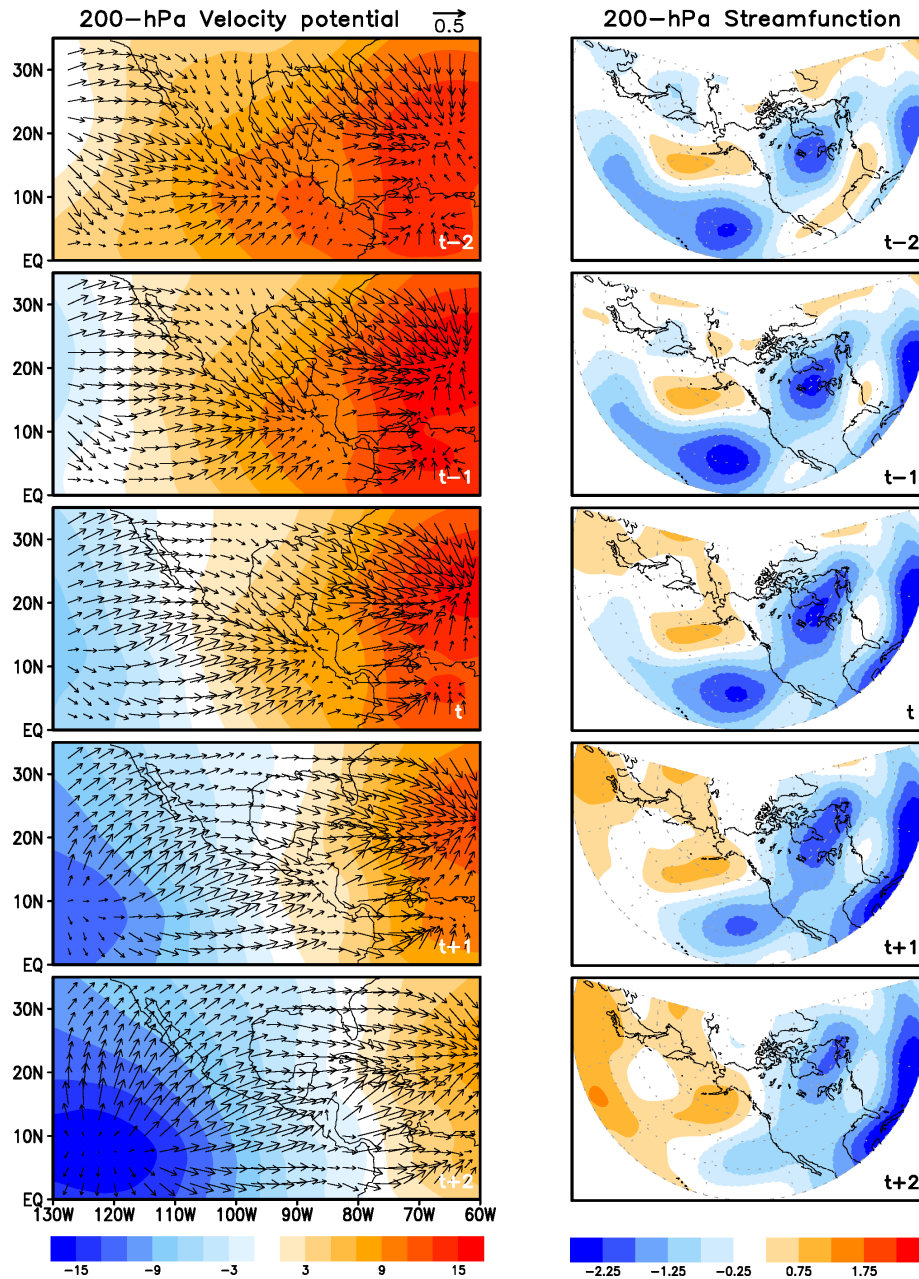 200-hPa Velocity potential
0.5
200-hPa Streamfunction
30N
20N
10N
EQ
t-2
t-2
30N
20N
10N
EQ
t-1
t-1
30N
20N
10N
EQ
t
t
30N
20N
10N
EQ
t+1
t+1
30N
20N
10N
EQ
t+2
t+2
130W 120W 110W 100W 90W 80W 70W 60W
-15 -9 -3 3 9 15
-2.25 -1.25 -0.25 0.75 1.75